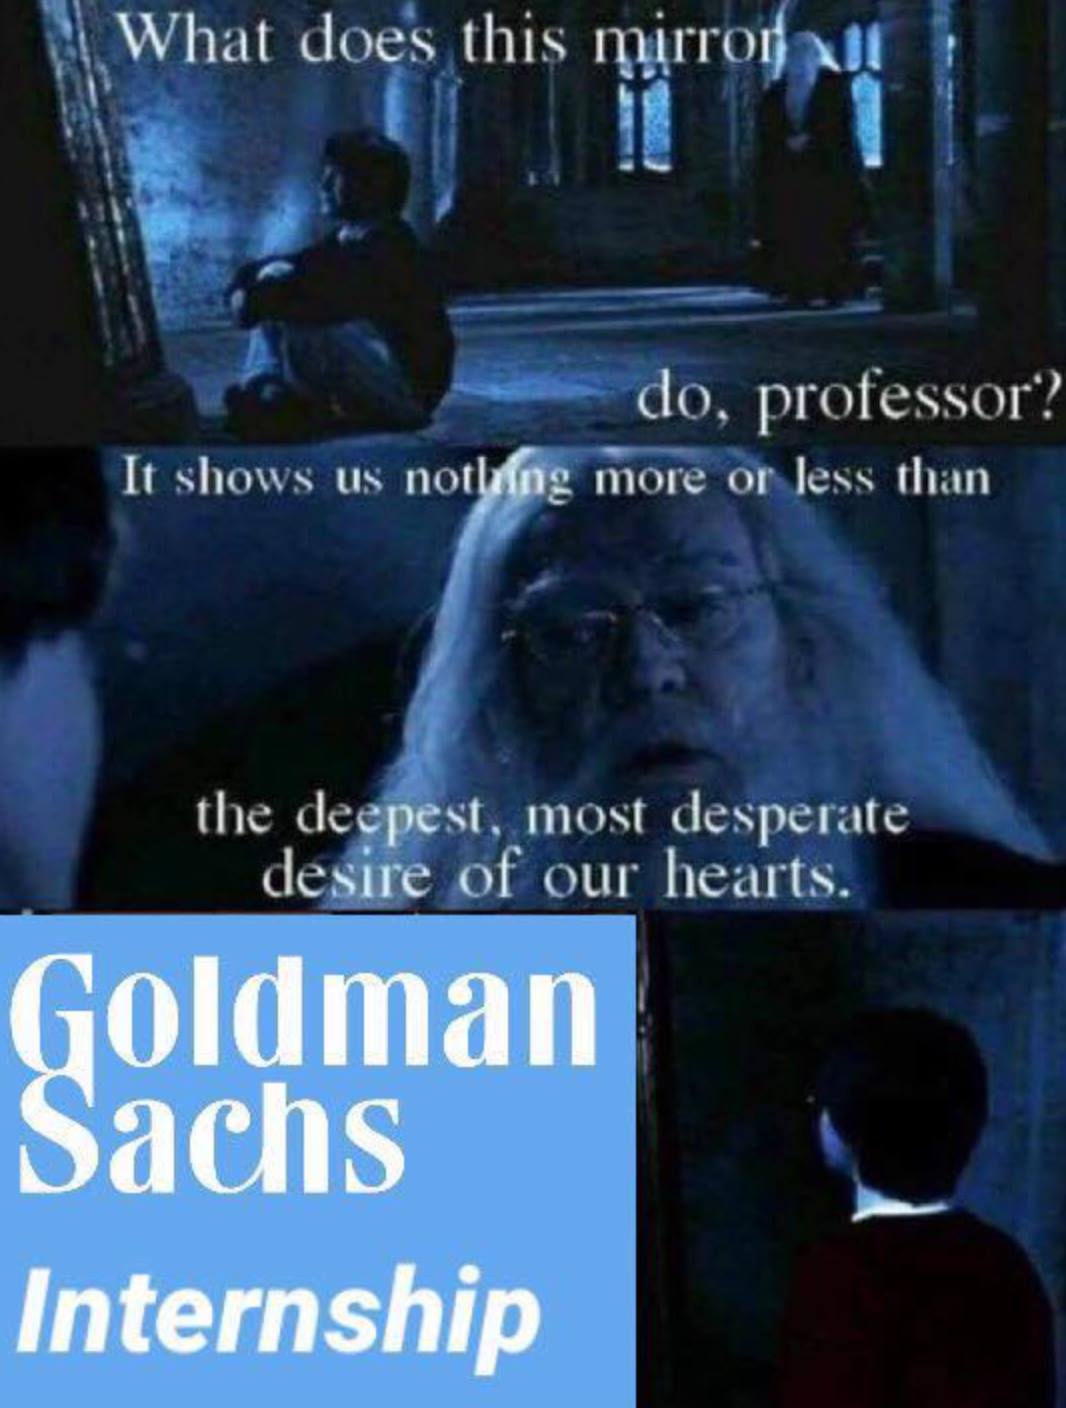 What does this mirror
do, professor?
It shows us nothing more or less than
the deepest, most desperate
desire of our hearts.
Goldman
Sachs
Internship